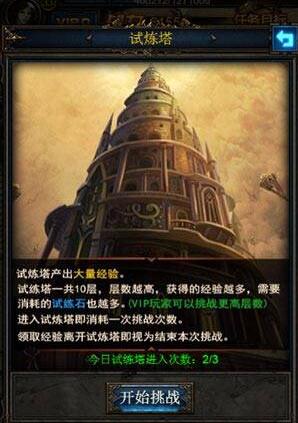 试炼塔
试炼塔产出大量经验。
试炼塔一共10层，层数越高，获得的经验越多，需要
消耗的试炼石也越多。(VIP玩家可以挑战更高层数)
进入试炼塔即消耗一次挑战次数。
领取经验离开试炼塔即视为结束本次挑战。
今日试练塔进入次数：2/3
开始挑战